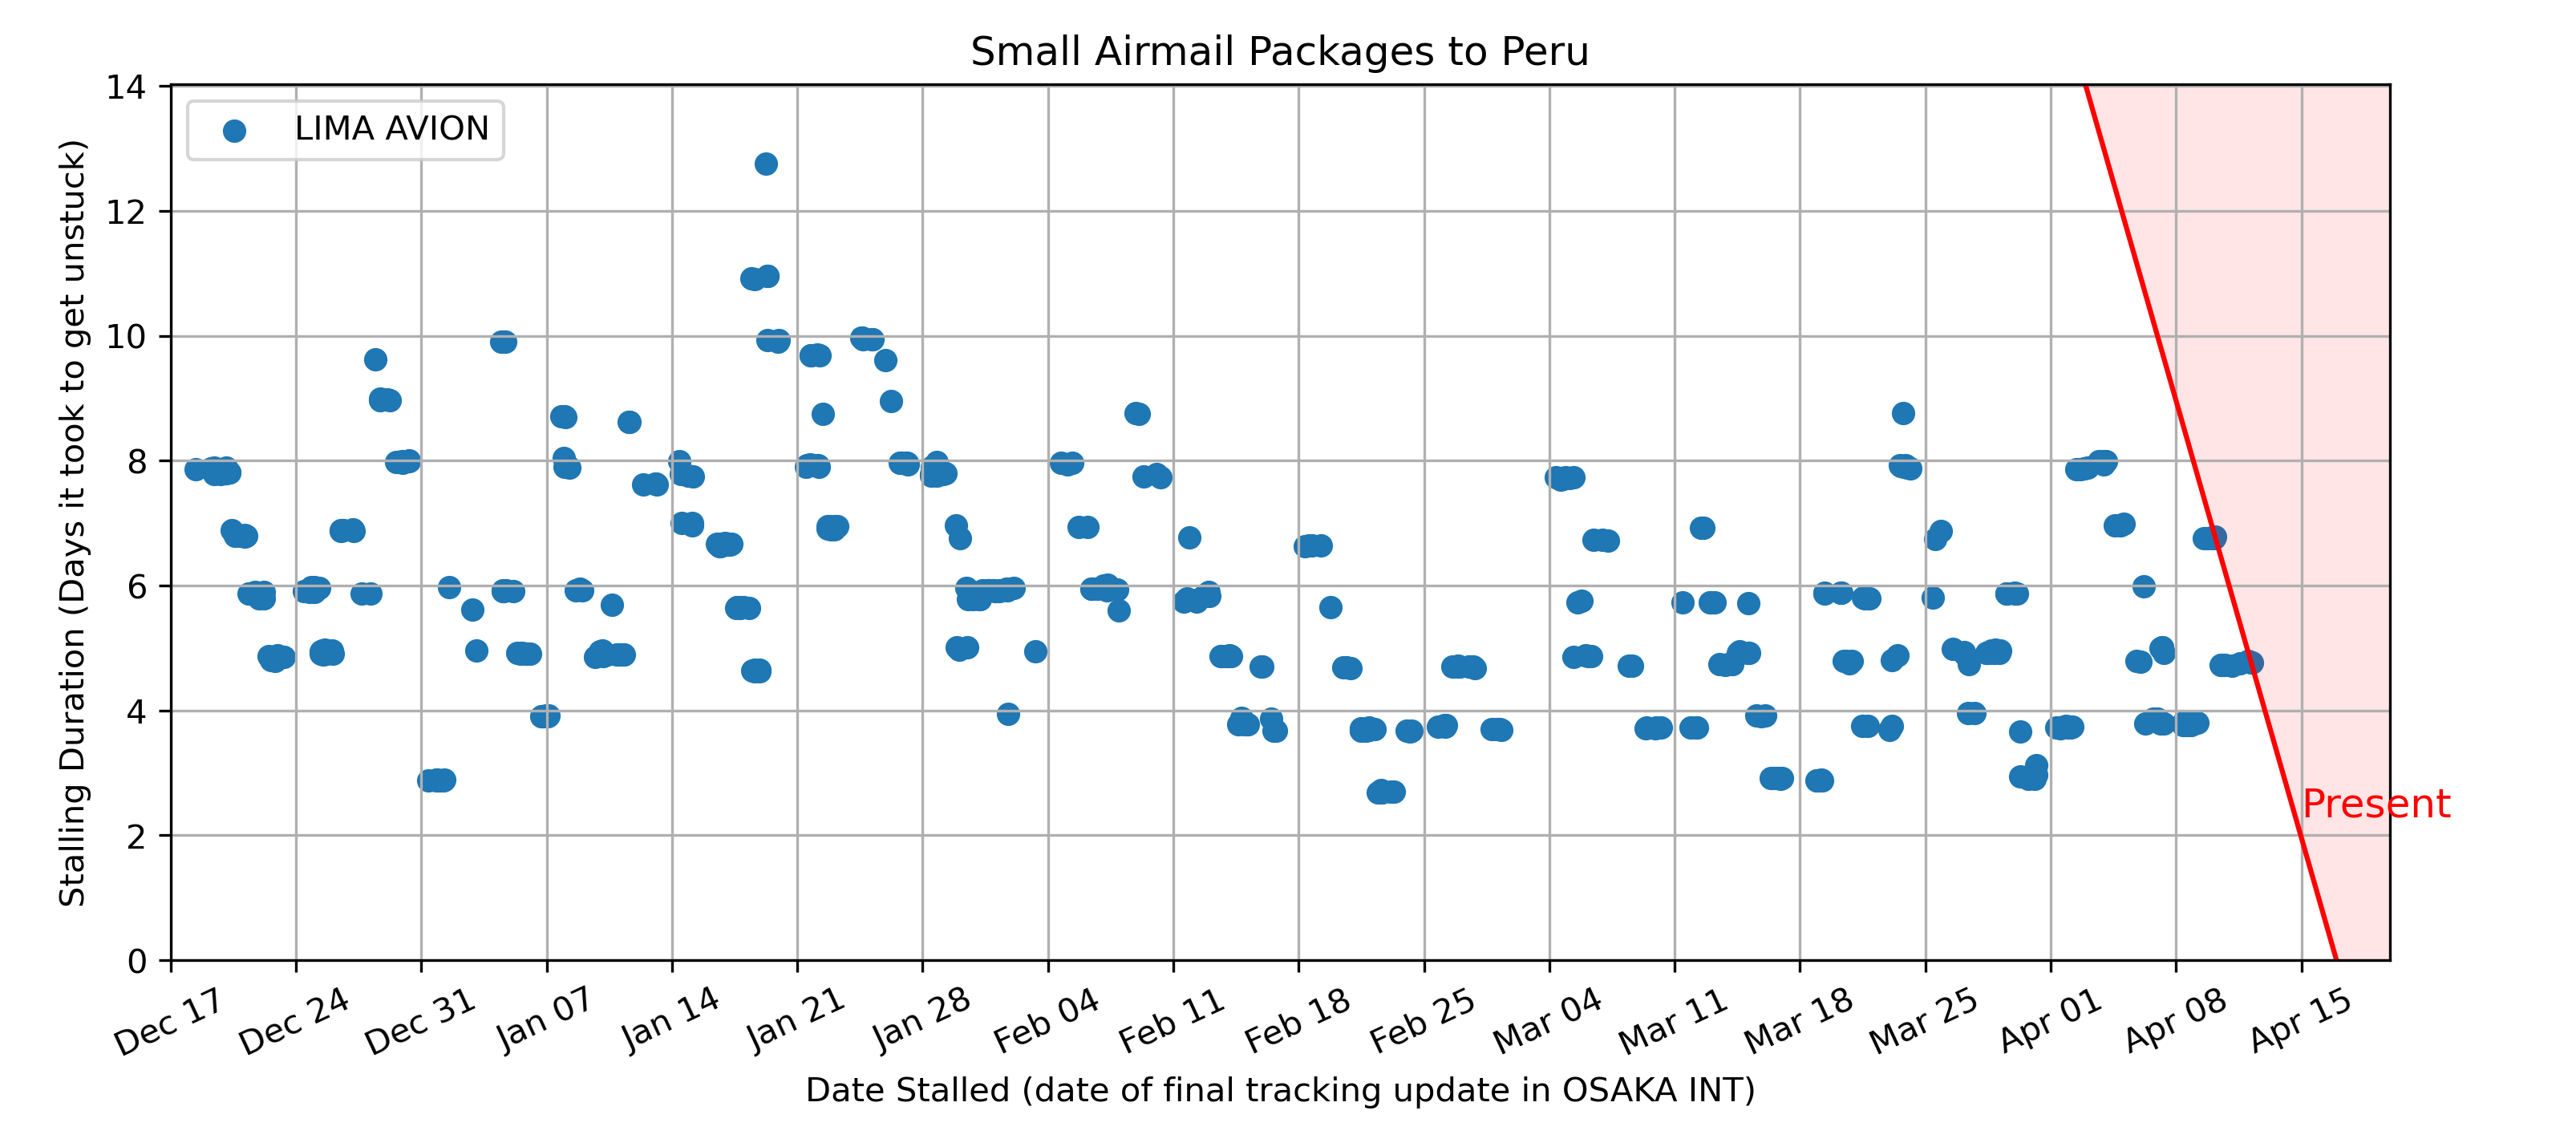 Small Airmail Packages to Peru
LIMA AVION
Stalling Duration (Days it took to get unstuck)
14
12
10
8
6
4
2
0
Present
Dec 17
Dec 24
Dec 31
Jan 07
Jan 14
Jan 21
Jan 28
Feb 04
Feb 11
Feb 18
Feb 25
Mar 04
Mar 11
Mar 18
Mar 25
Apr 01
Apr 08
Apr 15
Date Stalled (date of final tracking update in OSAKA INT)